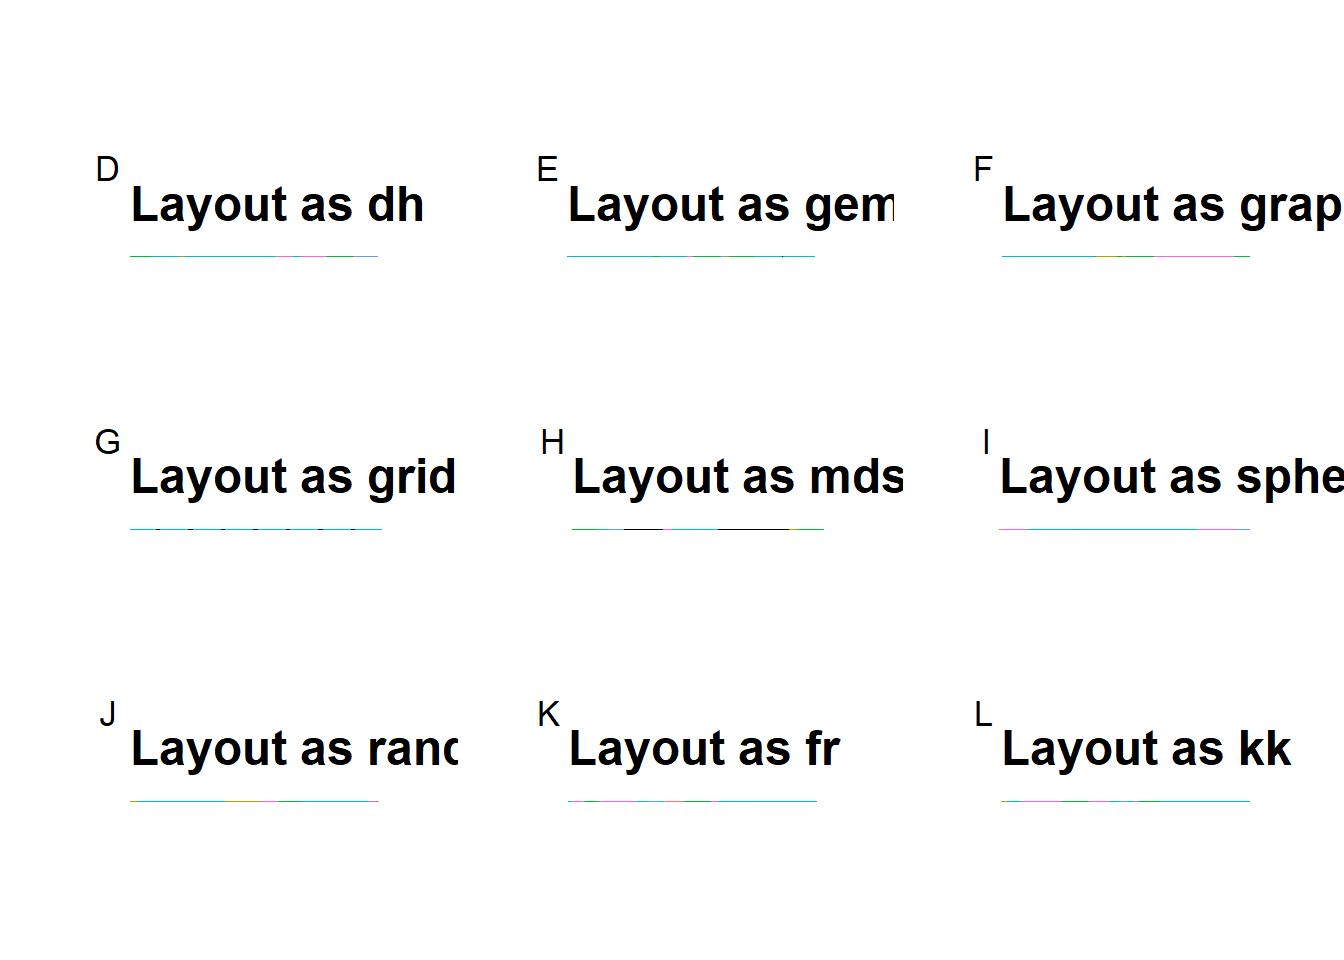 D
Layout as dh
E
Layout as gem
F
Layout as grap
G
Layout as grid
H
Layout as mds
I
Layout as sphe
J
Layout as rand
K
Layout as fr
L
Layout as kk